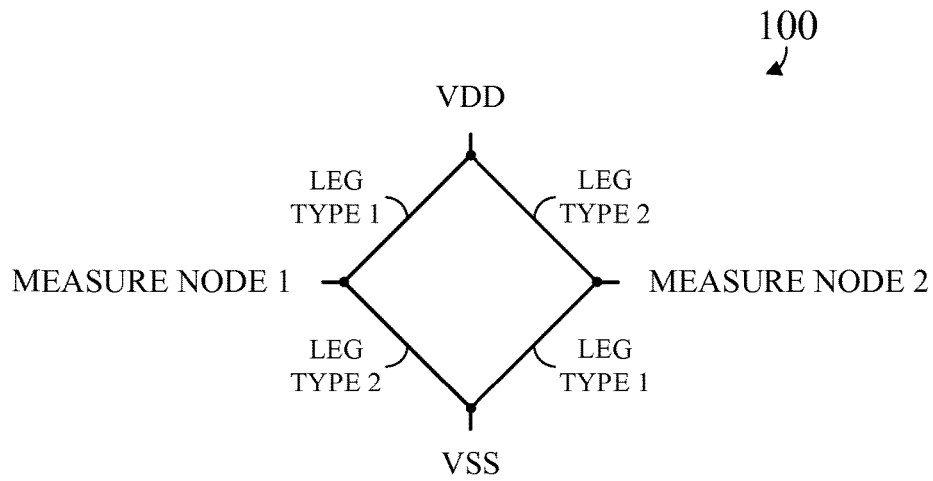 100
VDD
LEG
TYPE 1
LEG
TYPE 2
MEASURE NODE 1
MEASURE NODE 2
LEG
TYPE 2
LEG
TYPE 1
VSS